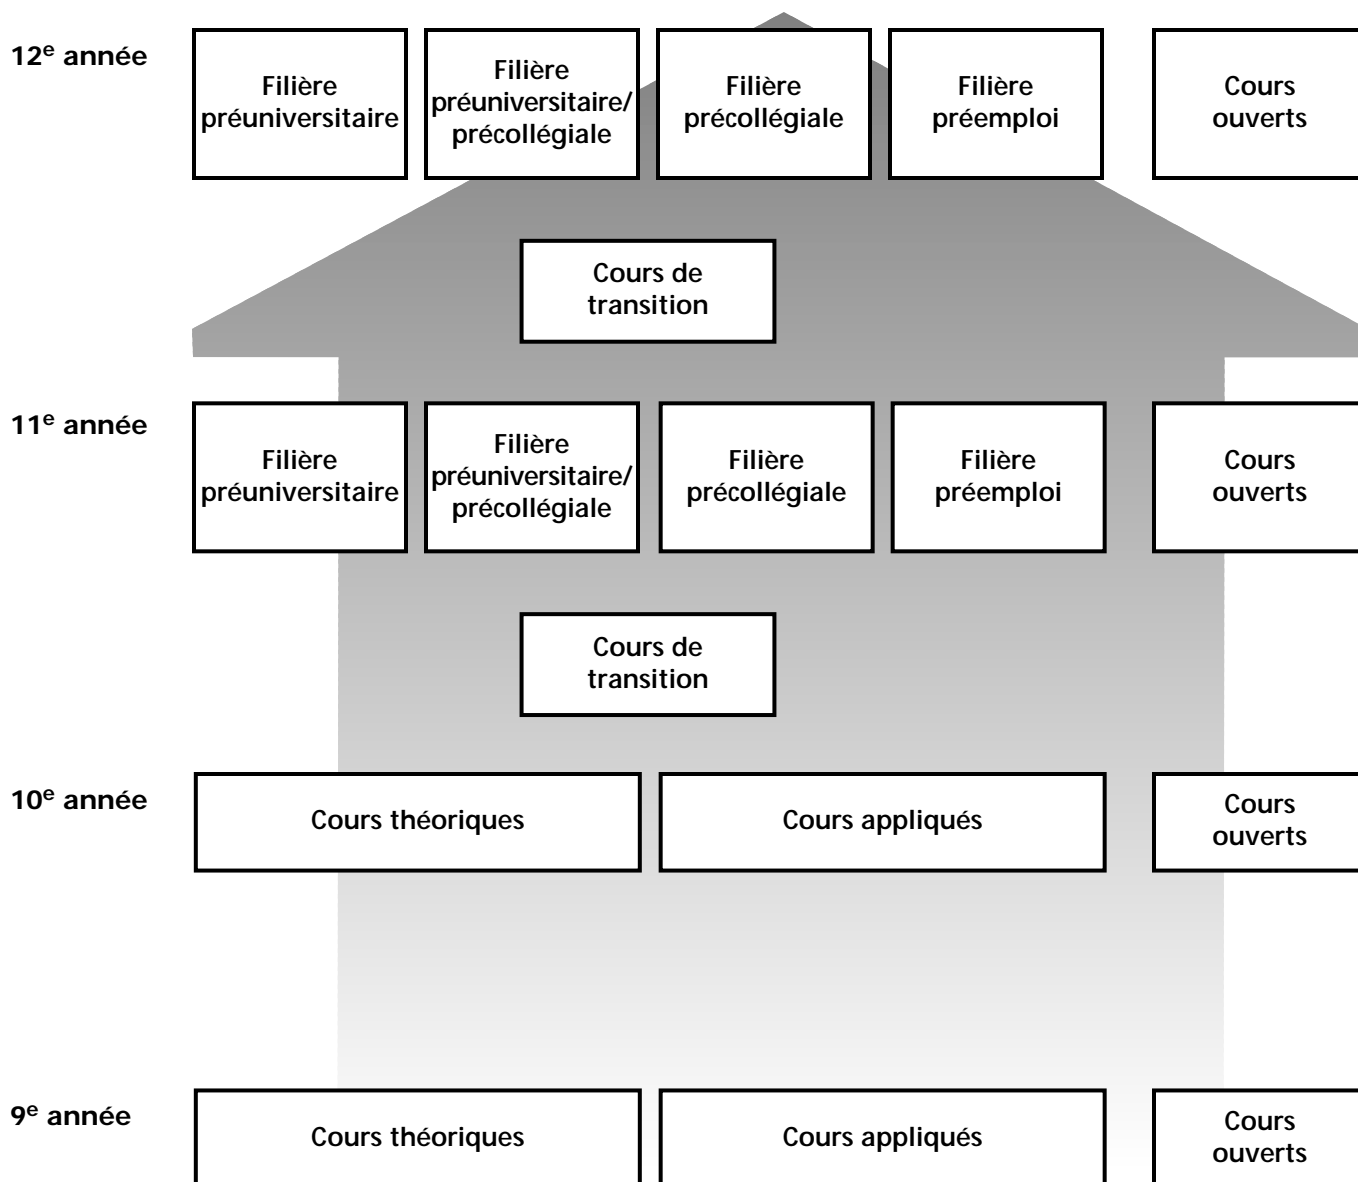 12e année
Filière
préuniversitaire
Filière
préuniversitaire/
précollégiale
Filière
précollégiale
Filière
préemploi
Cours
ouverts
Cours de
transition
11e année
Filière
préuniversitaire
Filière
préuniversitaire/
précollégiale
Filière
précollégiale
Filière
préemploi
Cours
ouverts
Cours de
transition
10e année
Cours théoriques
Cours appliqués
Cours
ouverts
9e année
Cours théoriques
Cours appliqués
Cours
ouverts